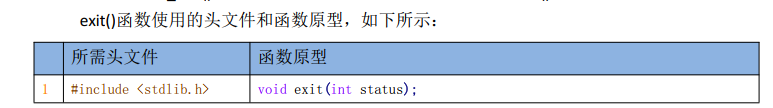 exit()函数使用的头文件和函数原型，如下所示：
所需头文件 函数原型
1 #include <stdlib.h> void exit(int status);